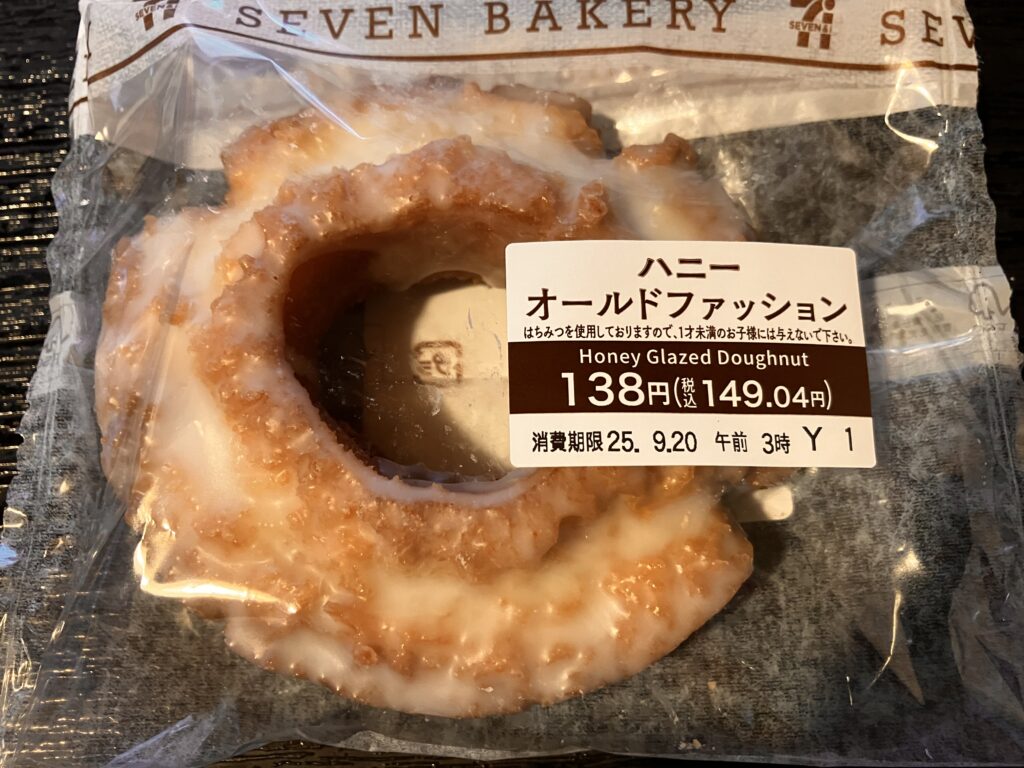 SEVEN BAKERY
SEVEN&i
SEV
ハニー
オールドファッション
はちみつを使用しておりますので、1才未満のお子様には与えないで下さい。
Honey Glazed Doughnut
138円(税込149.04円)
消費期限25. 9.20 午前 3時 Y 1